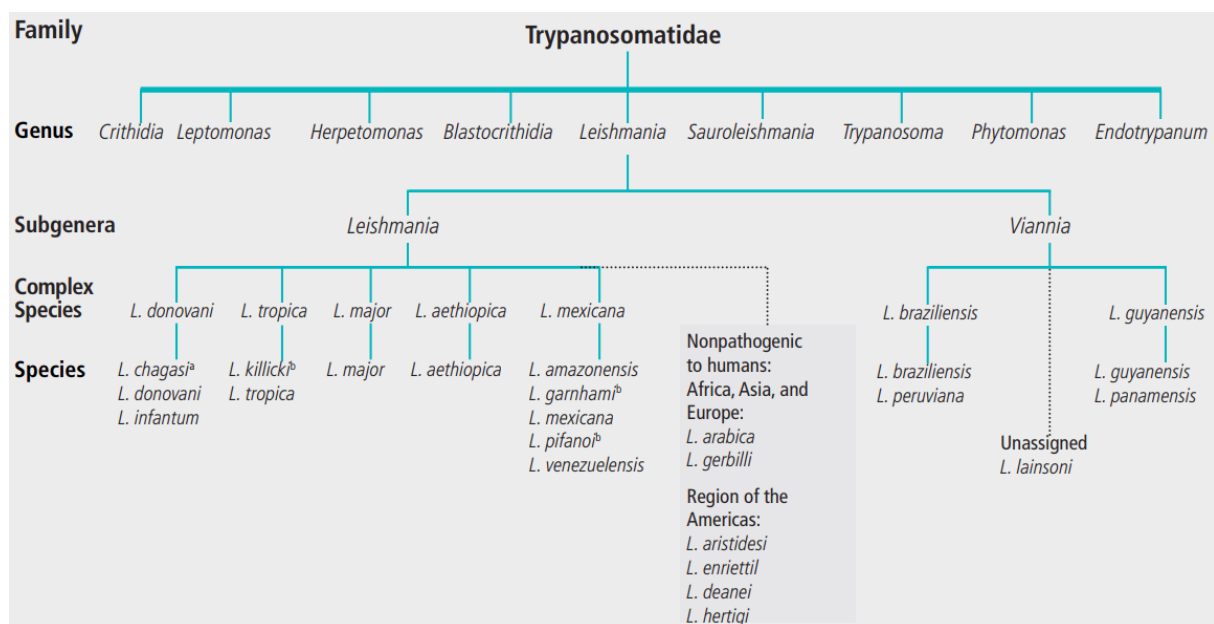 Family
Trypanosomatidae
Genus
Crithidia Leptomonas Herpetomonas Blastocrithidia Leishmania Sauroleishmania Trypanosoma Phytomonas Endotrypanum
Subgenera
Leishmania
Viannia
Complex
Species
L. donovani L. tropica L. major L. aethiopica L. mexicana
L. braziliensis
L. guyanensis
Species
L. chagasiᵃ
L. donovani
L. infantum
L. killickiᵇ
L. tropica
L. major
L. aethiopica
L. amazonensis
L. garnhamiᵇ
L. mexicana
L. pifanoiᵇ
L. venezuelensis
Nonpathogenic
to humans:
Africa, Asia, and
Europe:
L. arabica
L. gerbilli
Region of the
Americas:
L. aristidesi
L. enriettil
L. deanei
L. hertigi
L. braziliensis
L. peruviana
Unassigned
L. lainsoni
L. guyanensis
L. panamensis